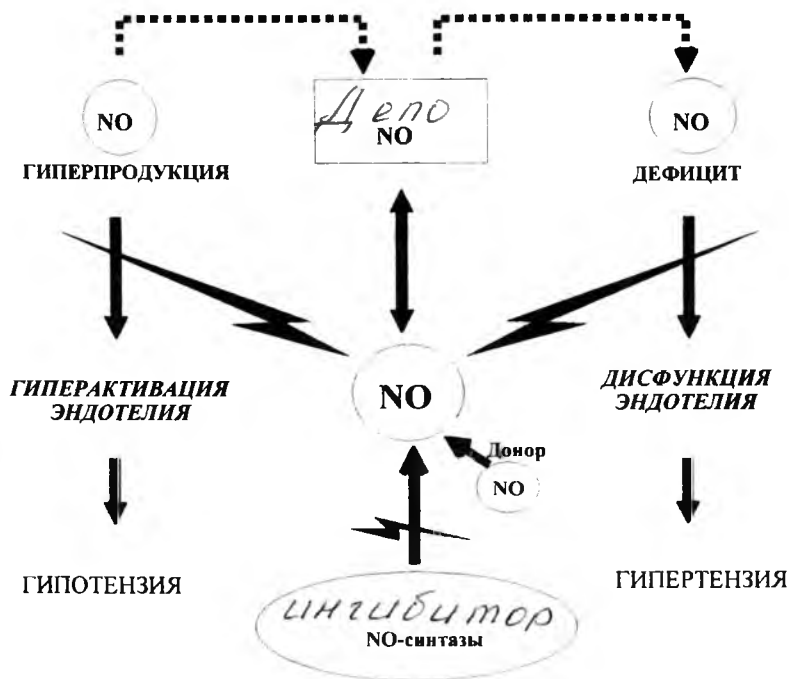 NO
Депо
NO
NO
ГИПЕРПРОДУКЦИЯ
ДЕФИЦИТ
ГИПЕРАКТИВАЦИЯ
ЭНДОТЕЛИЯ
NO
ДИСФУНКЦИЯ
ЭНДОТЕЛИЯ
Донор
NO
ГИПОТЕНЗИЯ
ГИПЕРТЕНЗИЯ
ингибитор
NO-синтазы